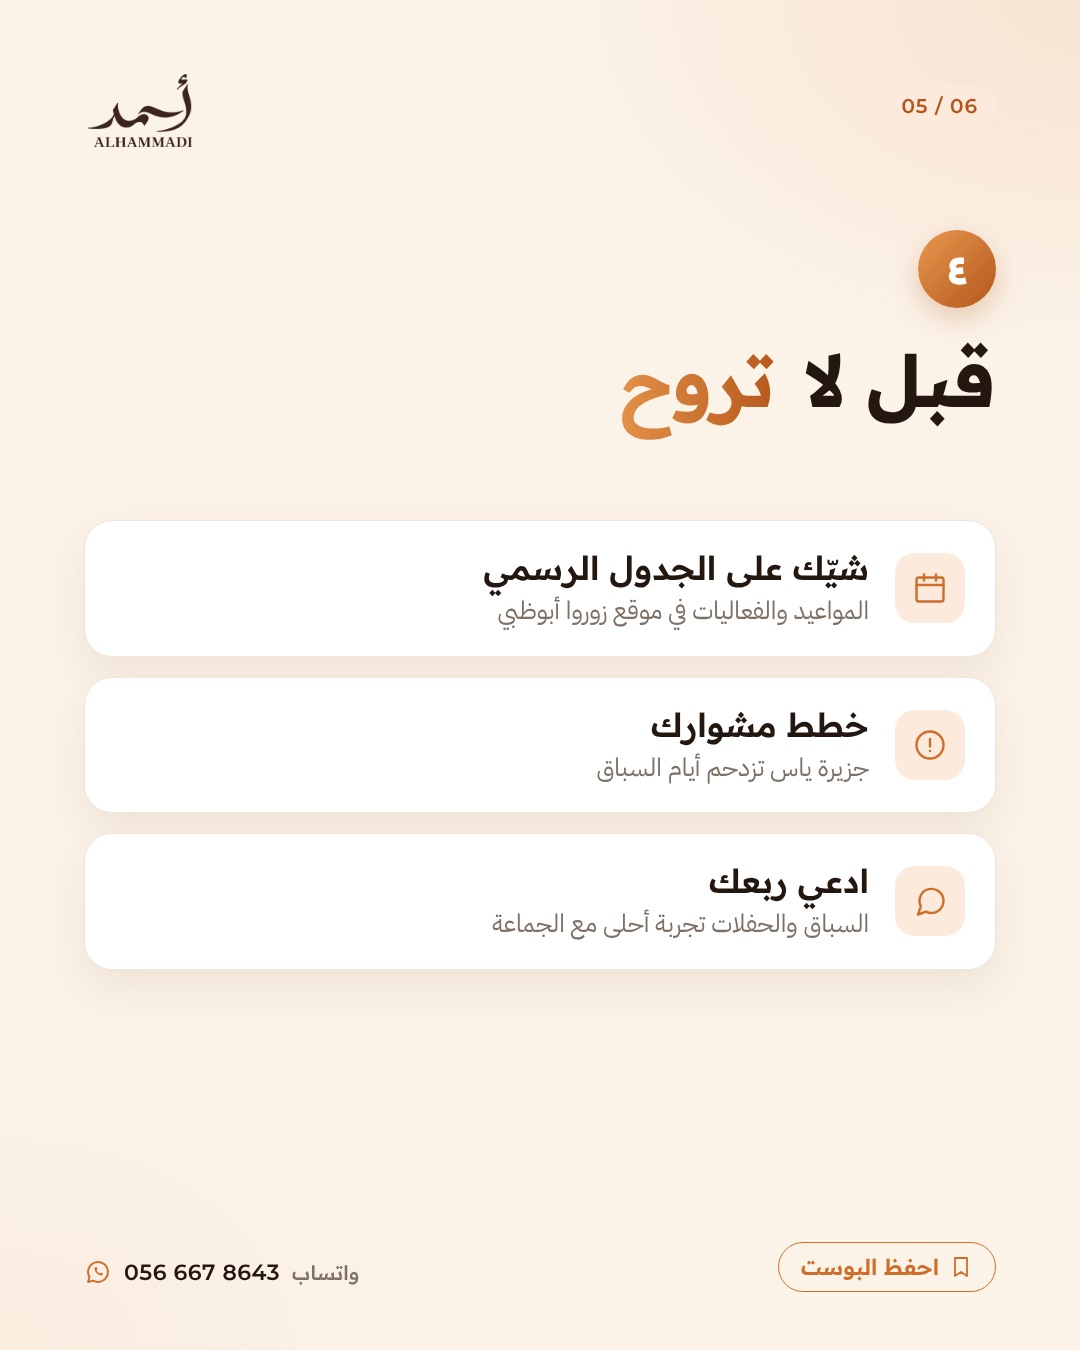 أحمد
ALHAMMADI
05 / 06
٤
قبل لا تروح
شيّك على الجدول الرسمي
المواعيد والفعاليات في موقع زوروا أبوظبي
خطط مشوارك
جزيرة ياس تزدحم أيام السباق
ادعي ربعك
السباق والحفلات تجربة أحلى مع الجماعة
احفظ البوست
واتساب 056 667 8643